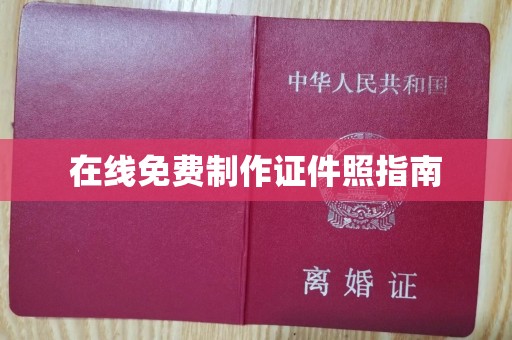 中华人民共和国
在线免费制作证件照指南
离婚证